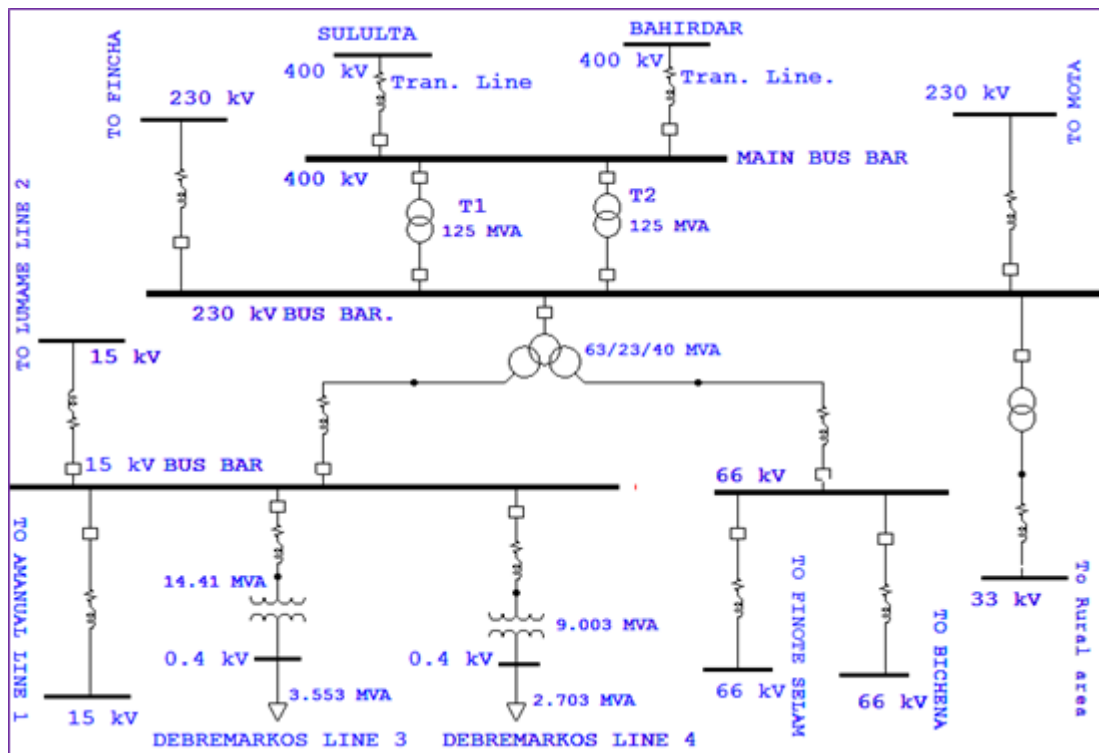 SULULTA
BAHIRDAR
400 kV
400 kV
Tran. Line
Tran. Line.
TO FINCHA
230 kV
230 kV
TO MOTA
MAIN BUS BAR
400 kV
T1
125 MVA
T2
125 MVA
TO LUMAME LINE 2
230 kV BUS BAR.
15 kV
63/23/40 MVA
15 kV BUS BAR
66 kV
TO AMANUAL LINE 1
14.41 MVA
9.003 MVA
TO FINOTE SELAM
TO BICHENA
33 kV
To Rural area
0.4 kV
0.4 kV
3.553 MVA
2.703 MVA
66 kV
66 kV
15 kV
DEBREMARKOS LINE 3
DEBREMARKOS LINE 4